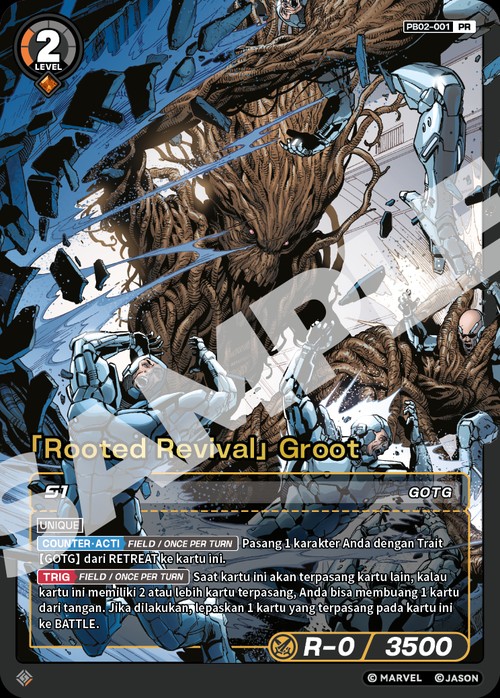 2
LEVEL
PB02-001 PR
SAMPLE
「Rooted Revival」 Groot
S1
GOTG
UNIQUE
COUNTER・ACT1 FIELD / ONCE PER TURN Pasang 1 karakter Anda dengan Trait
【GOTG】 dari RETREAT ke kartu ini.
TRIG FIELD / ONCE PER TURN Saat kartu ini akan terpasang kartu lain, kalau
kartu ini memiliki 2 atau lebih kartu terpasang, Anda bisa membuang 1 kartu
dari tangan. Jika dilakukan, lepaskan 1 kartu yang terpasang pada kartu ini
ke BATTLE.
R-0 / 3500
© MARVEL ©JASON